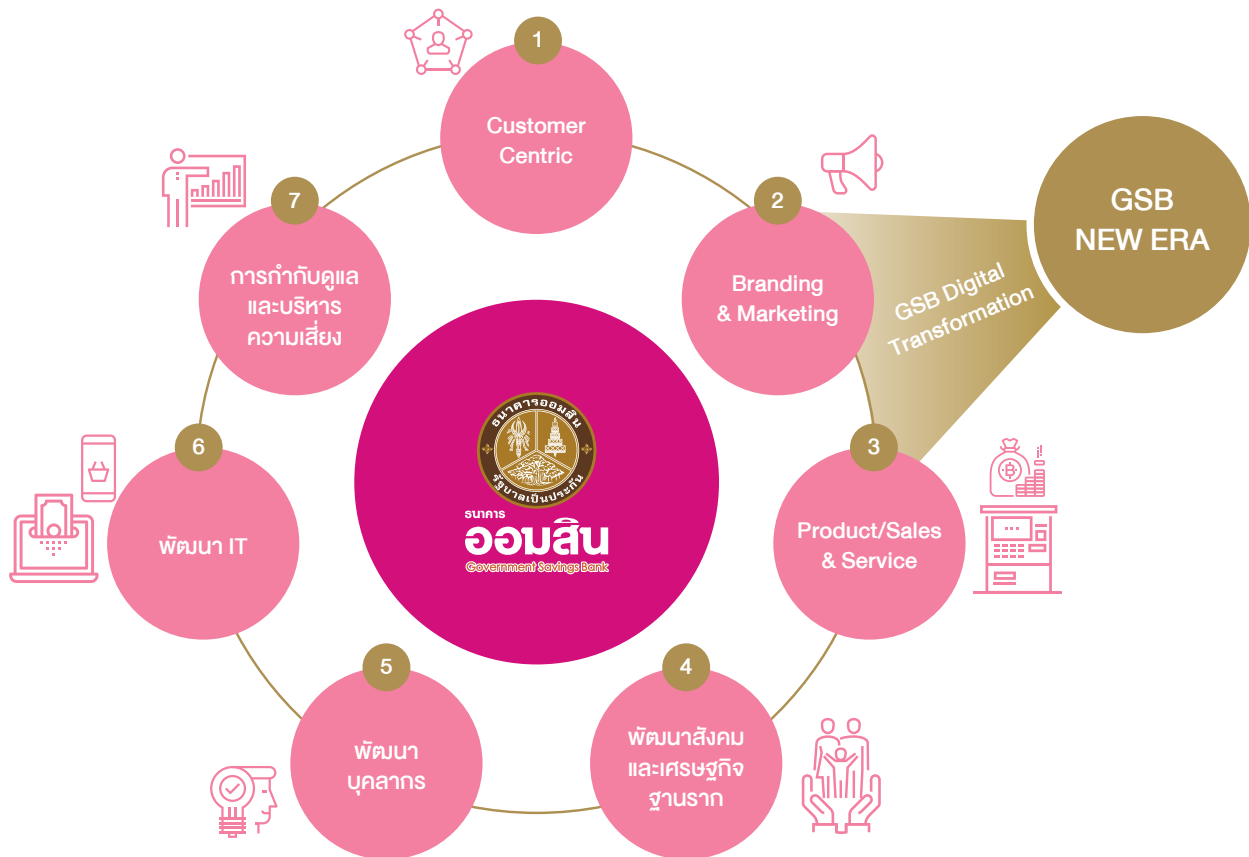 1
Customer
Centric
2
Branding
& Marketing
GSB Digital
Transformation
GSB
NEW ERA
3
Product/Sales
& Service
4
พัฒนาสังคม
และเศรษฐกิจ
ฐานราก
5
พัฒนา
บุคลากร
6
พัฒนา IT
7
การกำกับดูแล
และบริหาร
ความเสี่ยง
ธนาคารออมสิน
รัฐบาลเป็นประกัน
ธนาคาร
ออมสิน
Government Savings Bank